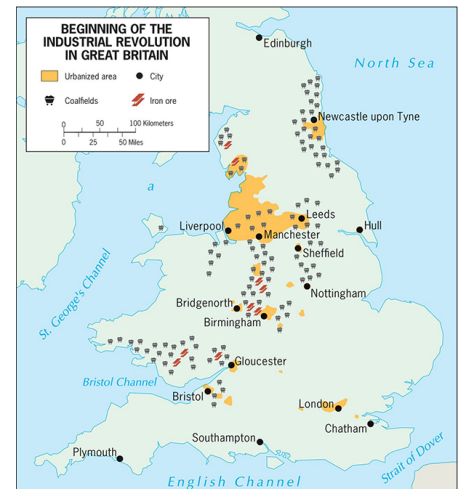 BEGINNING OF THE
INDUSTRIAL REVOLUTION
IN GREAT BRITAIN
Urbanized area
City
Coalfields
Iron ore
0 50 100 Kilometers
0 25 50 Miles
Edinburgh
North Sea
Newcastle upon Tyne
a
Leeds
Liverpool
Hull
Manchester
Sheffield
St. George's Channel
Nottingham
Bridgenorth
Birmingham
Gloucester
Bristol Channel
Bristol
London
Chatham
Southampton
Strait of Dover
Plymouth
English Channel